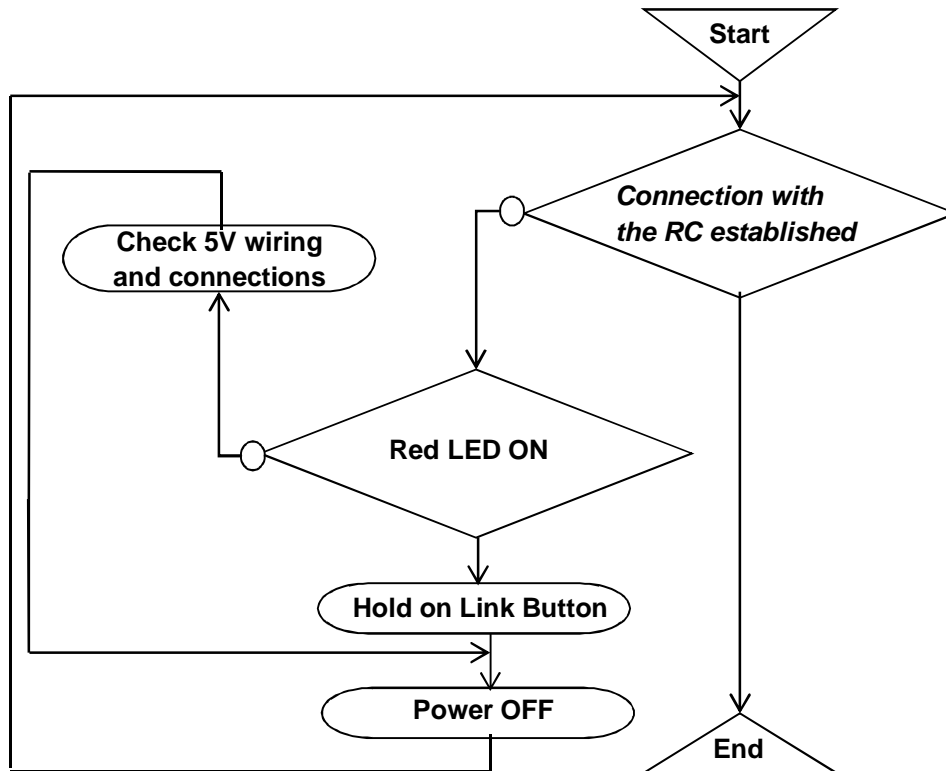 Start
Connection with
the RC established
Check 5V wiring
and connections
Red LED ON
Hold on Link Button
Power OFF
End